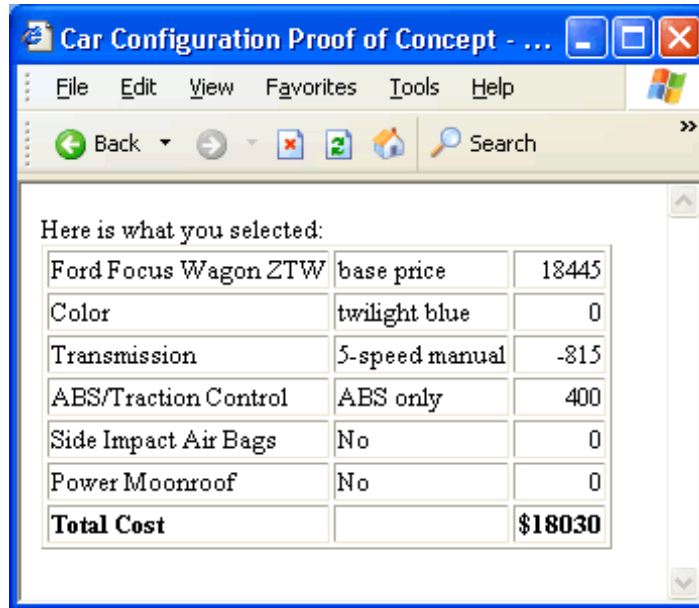 Car Configuration Proof of Concept - ...
File Edit View Favorites Tools Help
Back Search »
Here is what you selected:
Ford Focus Wagon ZTW base price 18445
Color twilight blue 0
Transmission 5-speed manual -815
ABS/Traction Control ABS only 400
Side Impact Air Bags No 0
Power Moonroof No 0
Total Cost $18030